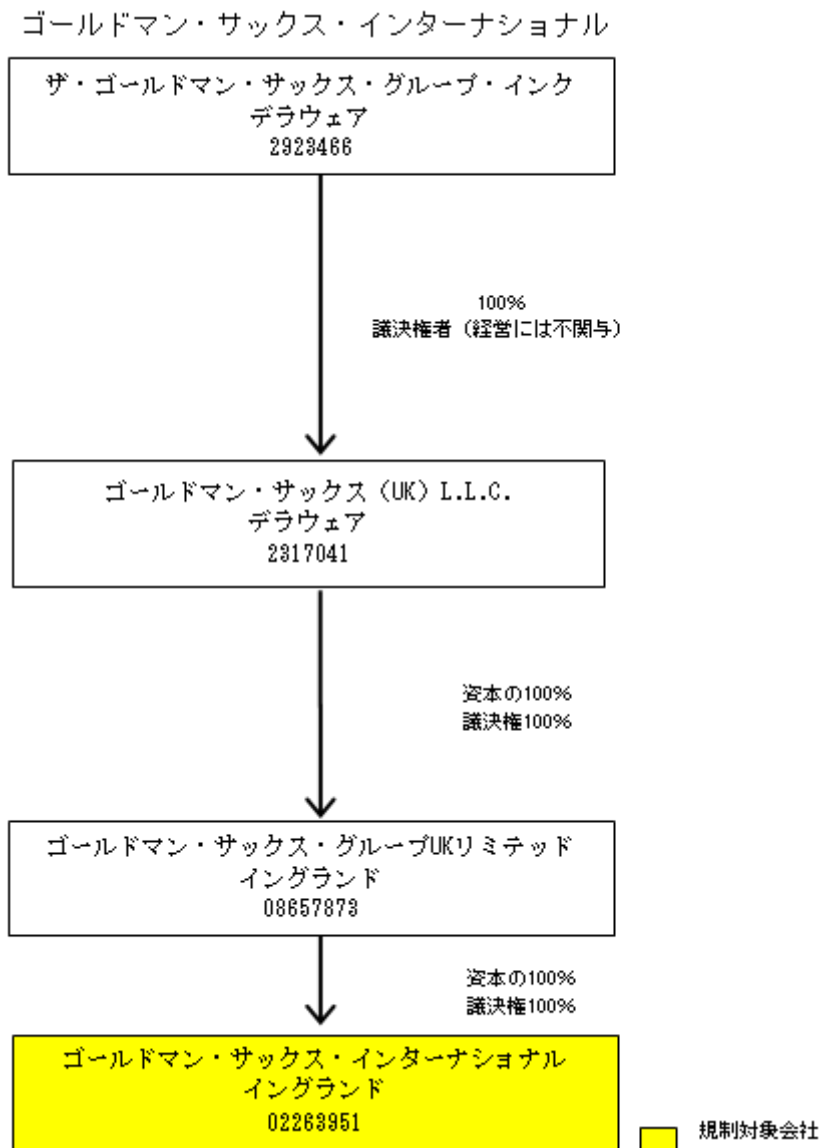 ゴールドマン・サックス・インターナショナル
ザ・ゴールドマン・サックス・グループ・インク
デラウェア
2923466
100%
議決権者（経営には不関与）
ゴールドマン・サックス（UK）L.L.C.
デラウェア
2317041
資本の100%
議決権100%
ゴールドマン・サックス・グループUKリミテッド
イングランド
08657873
資本の100%
議決権100%
ゴールドマン・サックス・インターナショナル
イングランド
02263951
規制対象会社